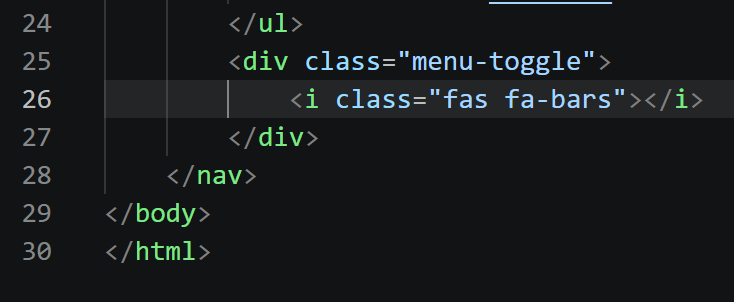 24 </ul>
25 <div class="menu-toggle">
26 <i class="fas fa-bars"></i>
27 </div>
28 </nav>
29 </body>
30 </html>